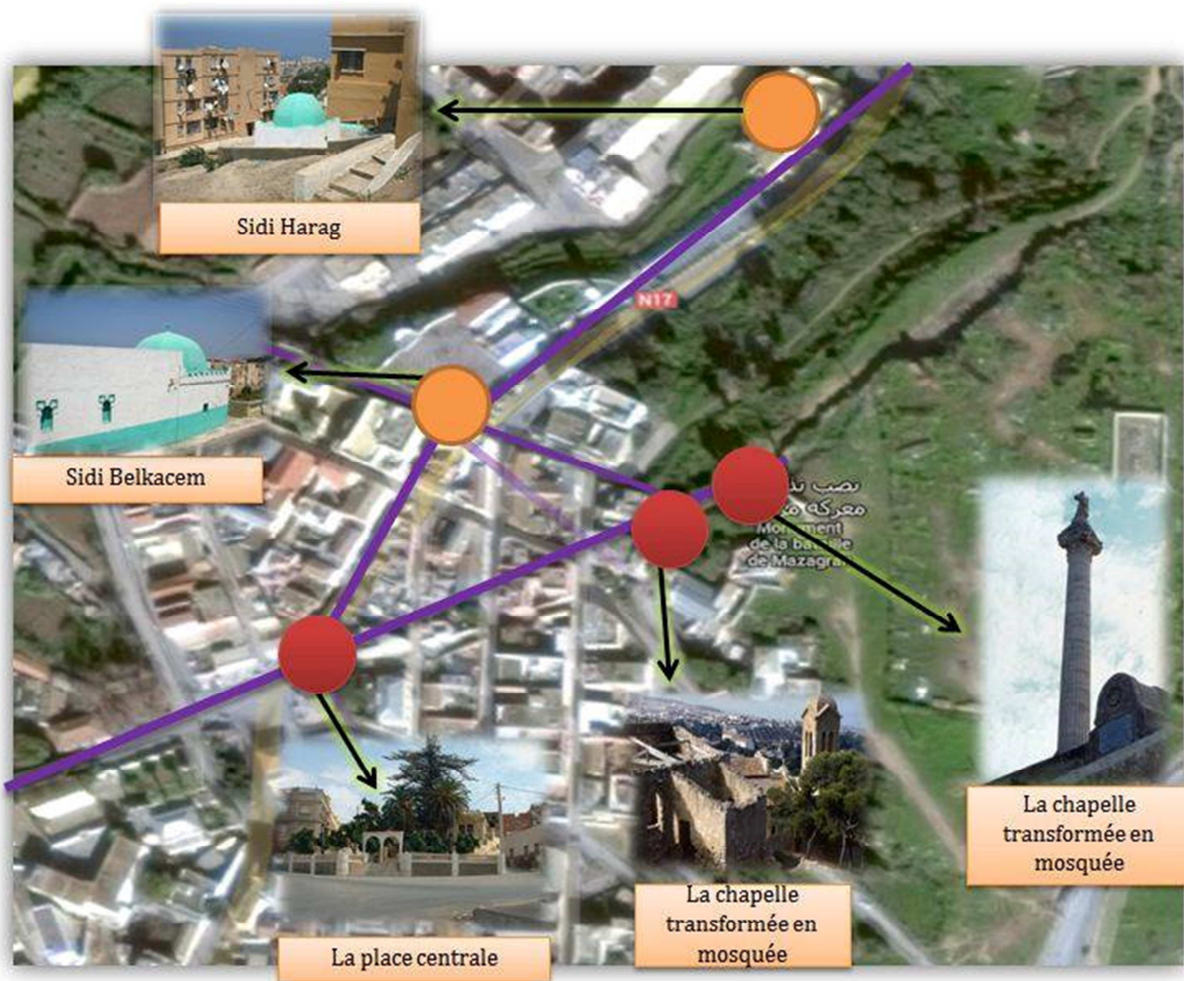 Sidi Harag
N17
Sidi Belkacem
نصب
معركة
Monument
de la bataille
de
La chapelle
transformée en
mosquée
La chapelle
transformée en
mosquée
La place centrale